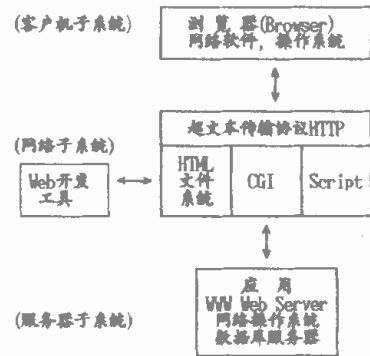 (客户机子系统)
浏览器(Browser)
网络软件, 操作系统
超文本传输协议HTTP
(网络子系统)
Web开发
工具
HTML
文件
系统
CGI
Script
应用
WWW Web Server
网络操作系统
数据库服务器
(服务器子系统)